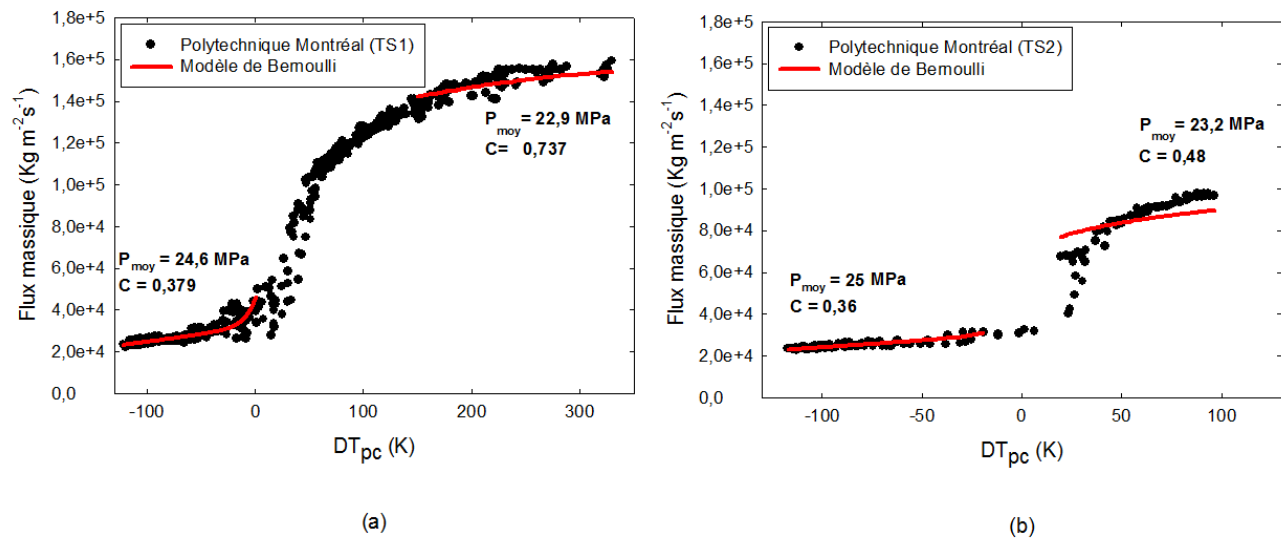 1,8e+5
1,6e+5
1,4e+5
1,2e+5
1,0e+5
8,0e+4
6,0e+4
4,0e+4
2,0e+4
0,0
Flux massique (Kg m-2s-1)
Polytechnique Montréal (TS1)
Modèle de Bernoulli
Pmoy = 22,9 MPa
C= 0,737
Pmoy = 24,6 MPa
C = 0,379
-100 0 100 200 300
DTpc (K)
(a)
1,8e+5
1,6e+5
1,4e+5
1,2e+5
1,0e+5
8,0e+4
6,0e+4
4,0e+4
2,0e+4
0,0
Flux massique (Kg m-2s-1)
Polytechnique Montréal (TS2)
Modèle de Bernoulli
Pmoy = 23,2 MPa
C = 0,48
Pmoy = 25 MPa
C = 0,36
-100 -50 0 50 100
DTpc (K)
(b)